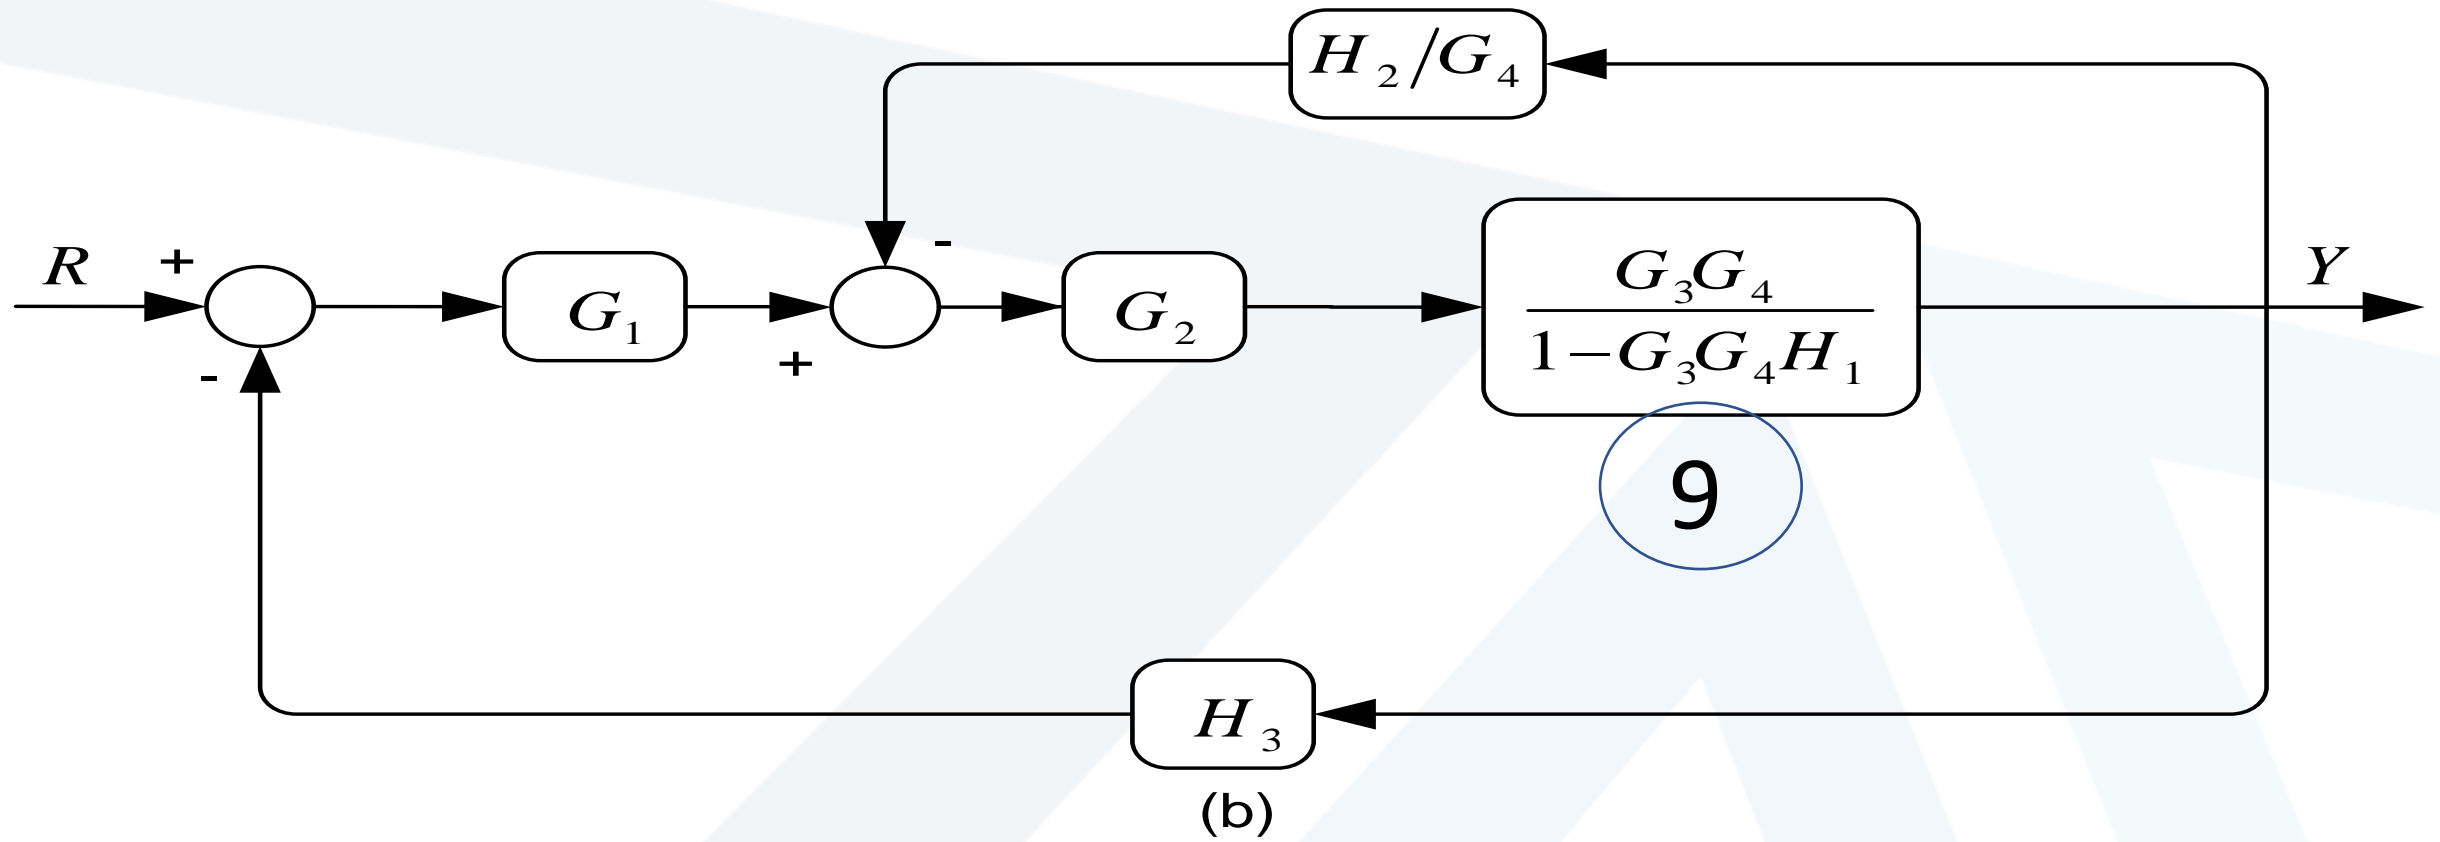 H₂/G₄
-
R
+
G₁
G₂
G₃G₄
1−G₃G₄H₁
Y
-
+
9
H₃
(b)